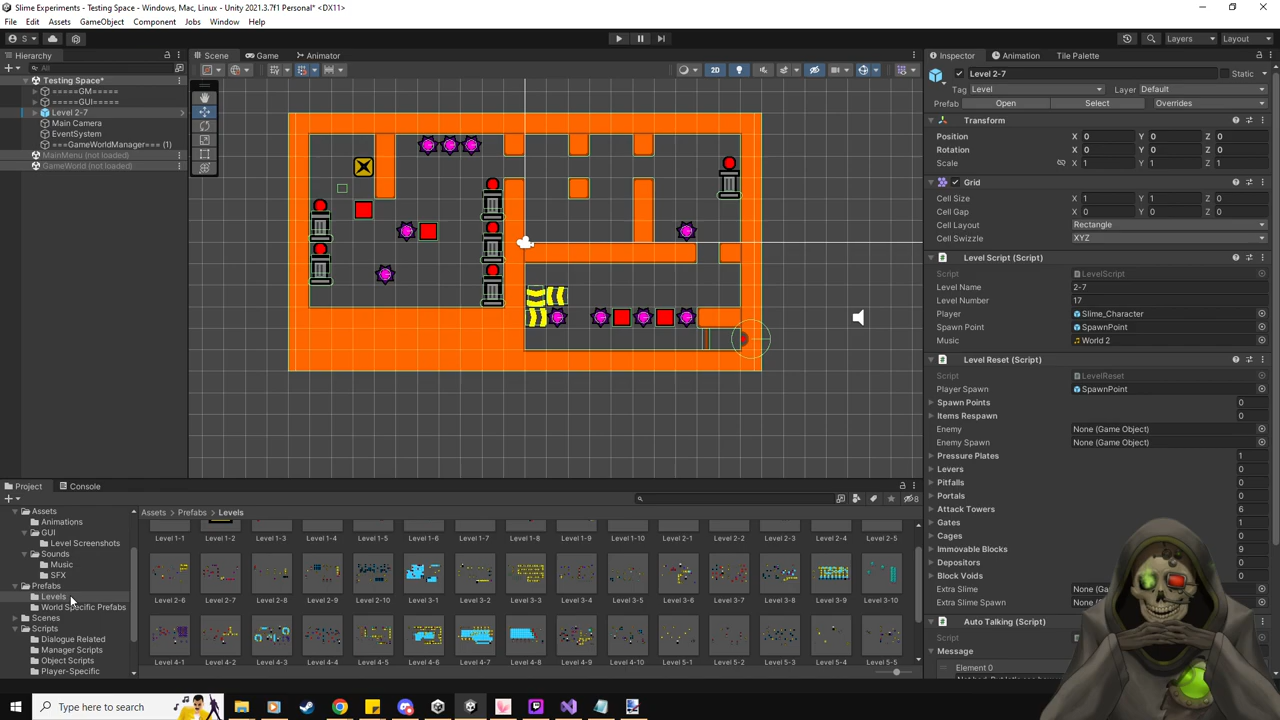 Slime Experiments - Testing Space - Windows, Mac, Linux - Unity 2021.3.7f1 Personal* <DX11>
File Edit Assets GameObject Component Jobs Window Help
S Layers Layout
Hierarchy Scene Game Animator Inspector Animation Tile Palette
All 2D
Testing Space*
=====GM=====
=====GUI=====
Level 2-7
Main Camera
EventSystem
===GameWorldManager=== (1)
MainMenu (not loaded)
GameWorld (not loaded)
Level 2-7 Static
Tag Level Layer Default
Prefab Open Select Overrides
Transform
Position X 0 Y 0 Z 0
Rotation X 0 Y 0 Z 0
Scale X 1 Y 1 Z 1
Grid
Cell Size X 1 Y 1 Z 0
Cell Gap X 0 Y 0 Z 0
Cell Layout Rectangle
Cell Swizzle XYZ
Level Script (Script)
Script LevelScript
Level Name 2-7
Level Number 17
Player Slime_Character
Spawn Point SpawnPoint
Music World 2
Level Reset (Script)
Script LevelReset
Player Spawn SpawnPoint
Spawn Points 0
Items Respawn 0
Enemy None (Game Object)
Enemy Spawn None (Game Object)
Pressure Plates 1
Levers 0
Pitfalls 0
Portals 0
Attack Towers 6
Gates 1
Cages 0
Immovable Blocks 9
Depositors 0
Block Voids 0
Extra Slime None (Ga
Extra Slime Spawn None (Ga
Auto Talking (Script)
Script
Message
Element 0
Project Console
8
Assets
Animations
GUI
Level Screenshots
Sounds
Music
SFX
Prefabs
Levels
World Specific Prefabs
Scenes
Scripts
Dialogue Related
Manager Scripts
Object Scripts
Player-Specific
Assets Prefabs Levels
Level 1-1 Level 1-2 Level 1-3 Level 1-4 Level 1-5 Level 1-6 Level 1-7 Level 1-8 Level 1-9 Level 1-10 Level 2-1 Level 2-2 Level 2-3 Level 2-4 Level 2-5
Level 2-6 Level 2-7 Level 2-8 Level 2-9 Level 2-10 Level 3-1 Level 3-2 Level 3-3 Level 3-4 Level 3-5 Level 3-6 Level 3-7 Level 3-8 Level 3-9 Level 3-10
Level 4-1 Level 4-2 Level 4-3 Level 4-4 Level 4-5 Level 4-6 Level 4-7 Level 4-8 Level 4-9 Level 4-10 Level 5-1 Level 5-2 Level 5-3 Level 5-4 Level 5-5
Type here to search